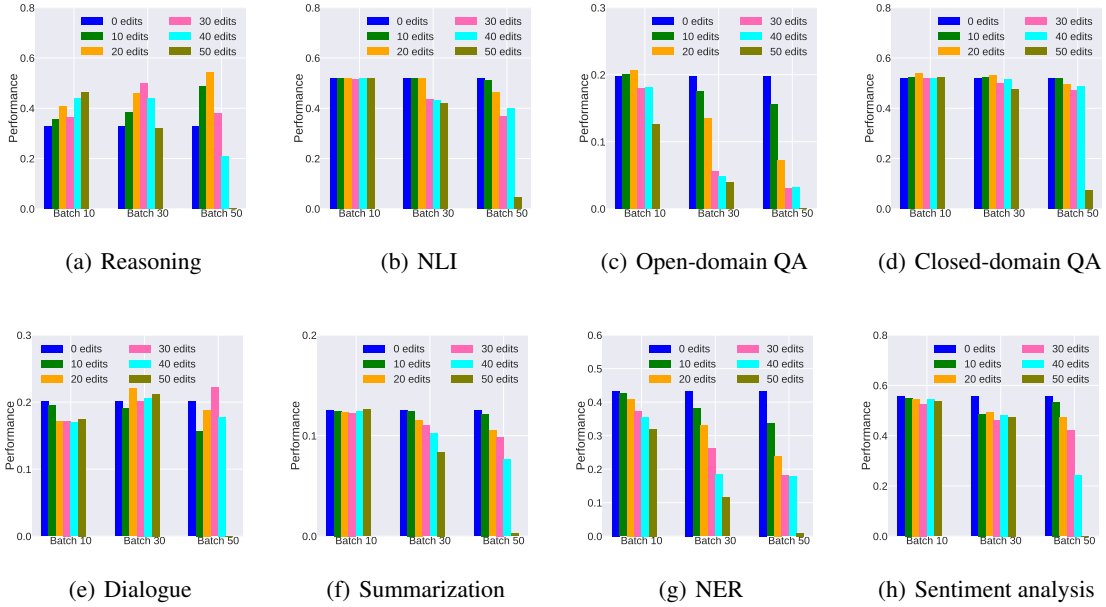 0.8
0.6
0.4
0.2
0.0
Performance
0 edits 30 edits
10 edits 40 edits
20 edits 50 edits
Batch 10 Batch 30 Batch 50
(a) Reasoning
0.8
0.6
0.4
0.2
0.0
Performance
0 edits 30 edits
10 edits 40 edits
20 edits 50 edits
Batch 10 Batch 30 Batch 50
(b) NLI
0.3
0.2
0.1
0.0
Performance
0 edits 30 edits
10 edits 40 edits
20 edits 50 edits
Batch 10 Batch 30 Batch 50
(c) Open-domain QA
0.8
0.6
0.4
0.2
0.0
Performance
0 edits 30 edits
10 edits 40 edits
20 edits 50 edits
Batch 10 Batch 30 Batch 50
(d) Closed-domain QA
0.3
0.2
0.1
0.0
Performance
0 edits 30 edits
10 edits 40 edits
20 edits 50 edits
Batch 10 Batch 30 Batch 50
(e) Dialogue
0.2
0.1
0.0
Performance
0 edits 30 edits
10 edits 40 edits
20 edits 50 edits
Batch 10 Batch 30 Batch 50
(f) Summarization
0.6
0.5
0.4
0.3
0.2
0.1
0.0
Performance
0 edits 30 edits
10 edits 40 edits
20 edits 50 edits
Batch 10 Batch 30 Batch 50
(g) NER
0.8
0.6
0.4
0.2
0.0
Performance
0 edits 30 edits
10 edits 40 edits
20 edits 50 edits
Batch 10 Batch 30 Batch 50
(h) Sentiment analysis